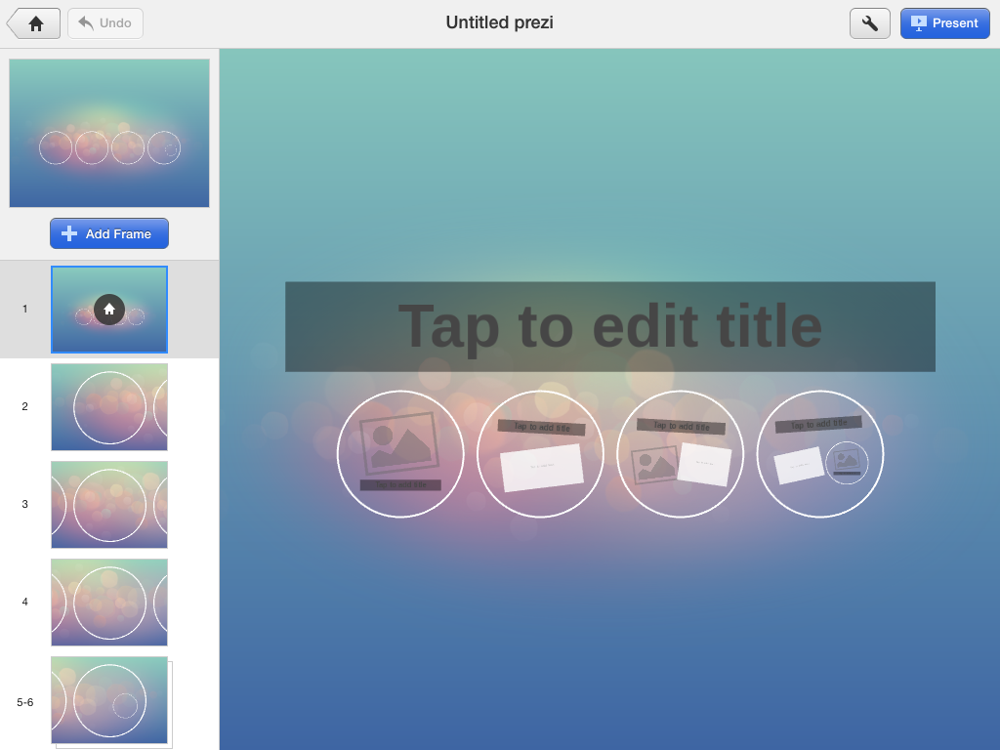 Undo
Untitled prezi
Present
Add Frame
1
2
3
4
5-6
Tap to edit title
Tap to add title
Tap to add title
Tap to add title
Tap to add title